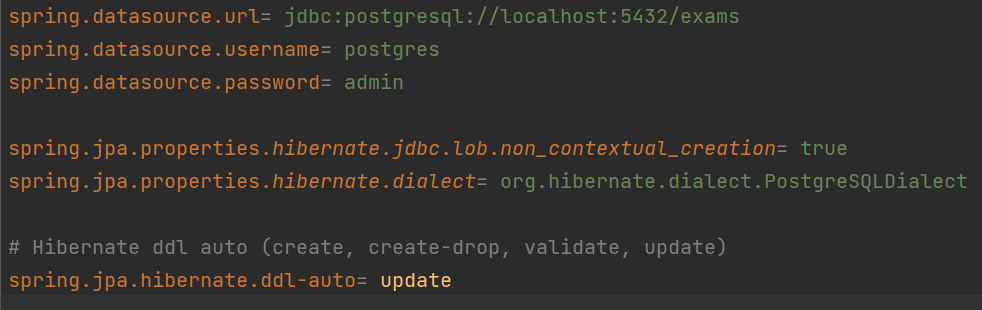 spring.datasource.url= jdbc:postgresql://localhost:5432/exams
spring.datasource.username= postgres
spring.datasource.password= admin
spring.jpa.properties.hibernate.jdbc.lob.non_contextual_creation= true
spring.jpa.properties.hibernate.dialect= org.hibernate.dialect.PostgreSQLDialect
# Hibernate ddl auto (create, create-drop, validate, update)
spring.jpa.hibernate.ddl-auto= update